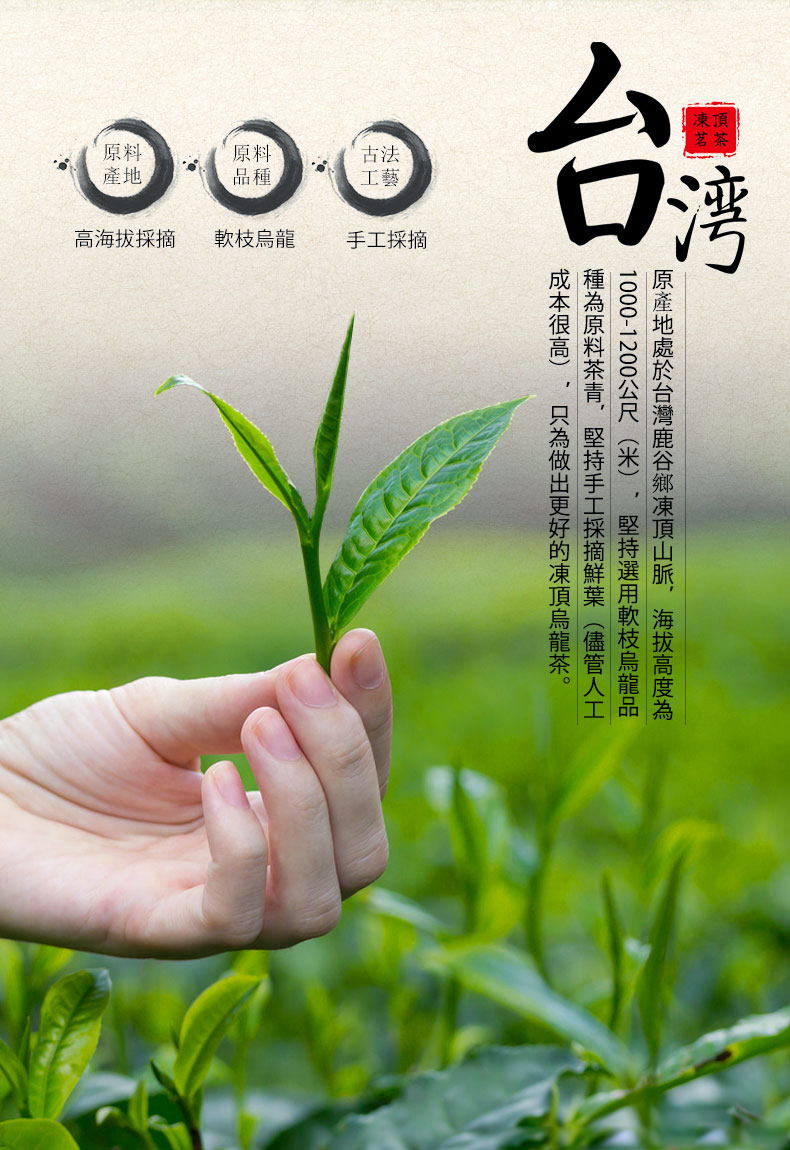 台湾
凍頂
茗茶
原料
產地
高海拔採摘
原料
品種
軟枝烏龍
古法
工藝
手工採摘
原產地處於台灣鹿谷鄉凍頂山脈，海拔高度為
1000-1200公尺（米），堅持選用軟枝烏龍品
種為原料茶青，堅持手工採摘鮮葉（儘管人工
成本很高），只為做出更好的凍頂烏龍茶。